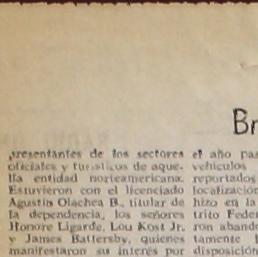 Br
presentantes de los sectores
oficiales y turísticos de aque-
lla entidad norteamericana.
Estuvieron con el licenciado
Agustín Olachea B., titular de
la dependencia, los señores
Honore Ligarde, Lou Kost Jr.
y James Battersby, quienes
manifestaron su interés por
el año pas
vehículos
reportados
localización
hizo en la
trito Feder
ron aband
tamente l
disposición